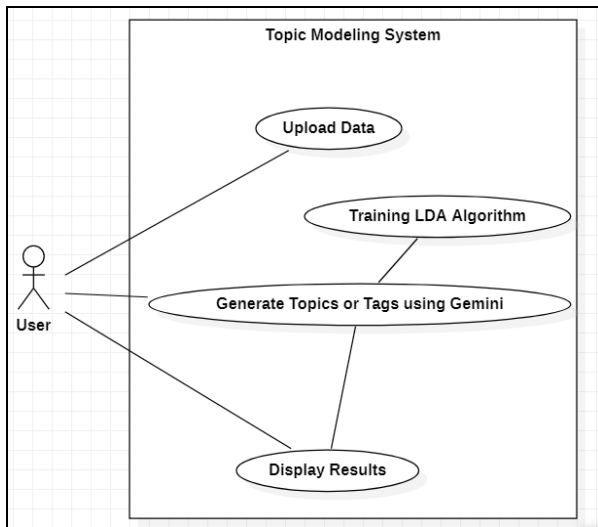 Topic Modeling System
Upload Data
Training LDA Algorithm
Generate Topics or Tags using Gemini
User
Display Results